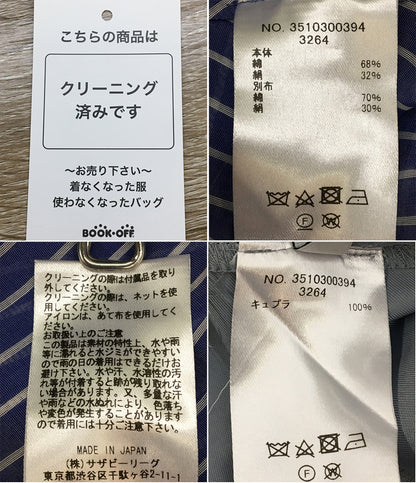 こちらの商品は
クリーニング
済みです
〜お売り下さい〜
着なくなった服
使わなくなったバッグ
BOOK・OFF
NO. 3510300394
3264
本体
綿 68%
絹 32%
別布
綿 70%
絹 30%
F W
クリーニングの際は付属品を取り
外してください。
クリーニングの際は、ネットを使
用してください。
アイロンは、あて布を使用してく
ださい。
お取扱い上のご注意
この製品は素材の特性上、水や雨
等に濡れると水ジミができやすい
ので雨の日の着用はできるだけお
避けください。水や汗、水溶性の汚
れ等が付着すると跡が残り取れな
い場合があります。又、多量な汗
や雨などの水ぬれにより、色落ち
や変色が発生することがあります
ので着用には十分ご注意下さい。
MADE IN JAPAN
(株)サザビーリーグ
東京都渋谷区千駄ヶ谷2-11-1
NO. 3510300394
3264
キュプラ 100%
F W